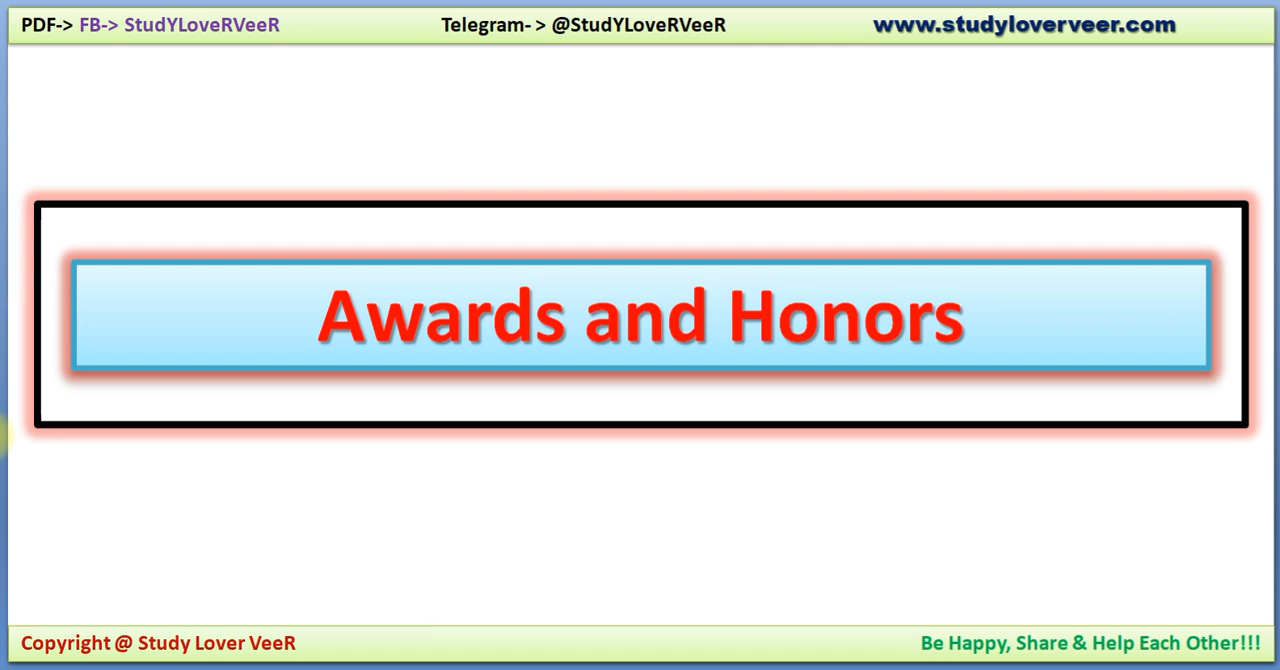 PDF-> FB-> StudYLoveRVeeR Telegram- > @StudYLoveRVeeR www.studyloverveer.com
Awards and Honors
Copyright @ Study Lover VeeR Be Happy, Share & Help Each Other!!!